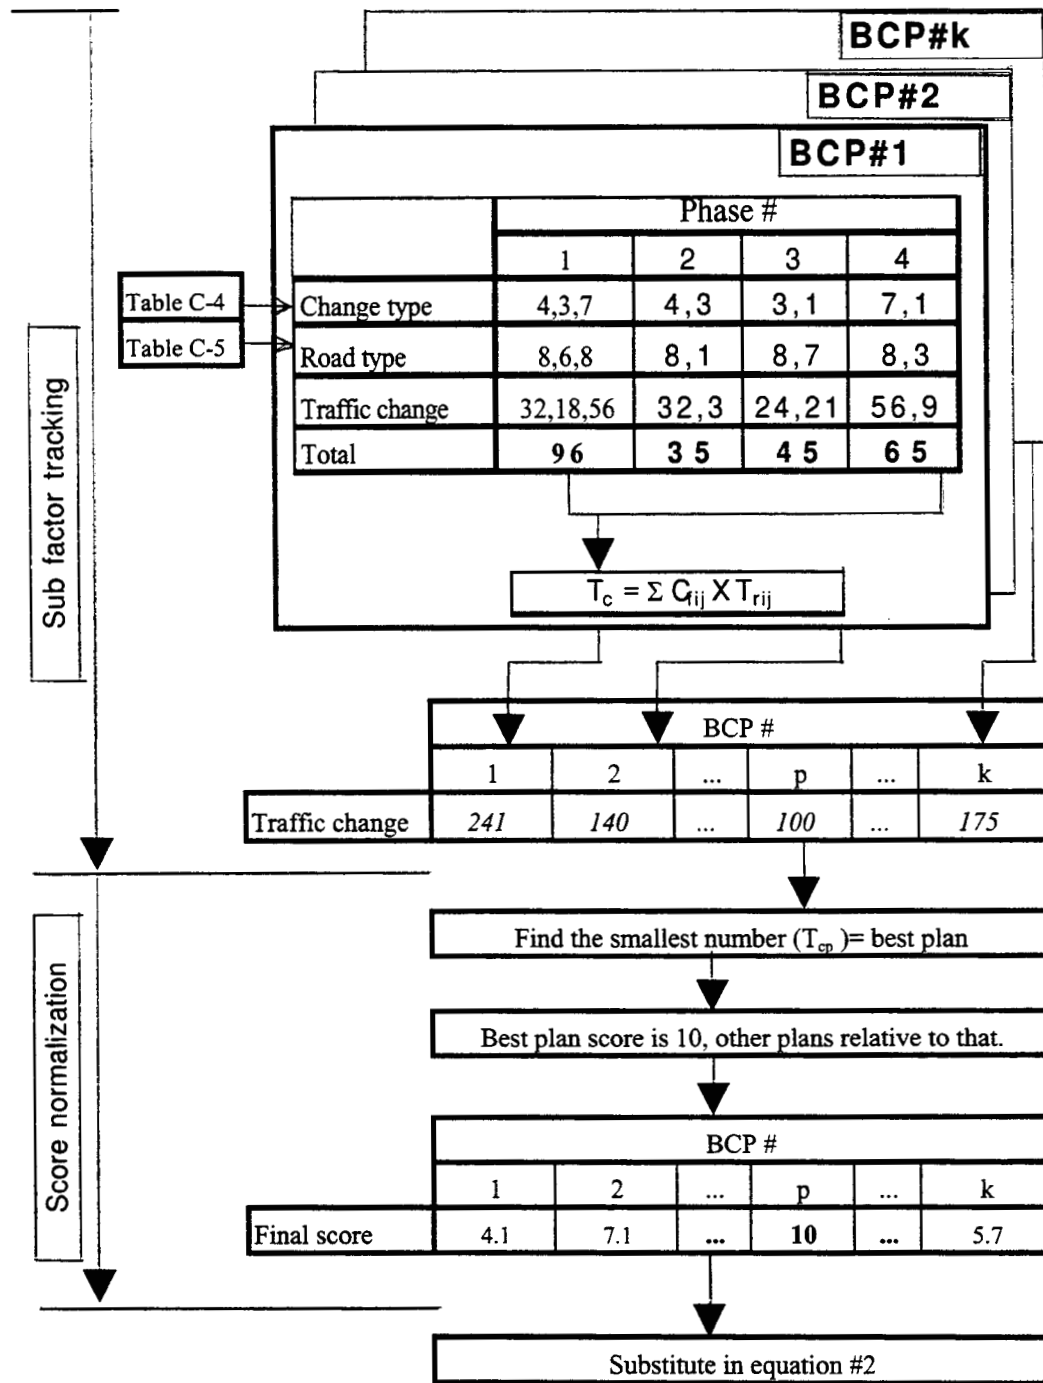 BCP#k
BCP#2
BCP#1
Phase #
1 2 3 4
Table C-4
Change type 4,3,7 4,3 3,1 7,1
Table C-5
Road type 8,6,8 8,1 8,7 8,3
Traffic change 32,18,56 32,3 24,21 56,9
Total 96 35 45 65
Sub factor tracking
T_c = Σ C_fij X T_rij
BCP #
1 2 ... p ... k
Traffic change 241 140 ... 100 ... 175
Find the smallest number (T_cp )= best plan
Best plan score is 10, other plans relative to that.
Score normalization
BCP #
1 2 ... p ... k
Final score 4.1 7.1 ... 10 ... 5.7
Substitute in equation #2